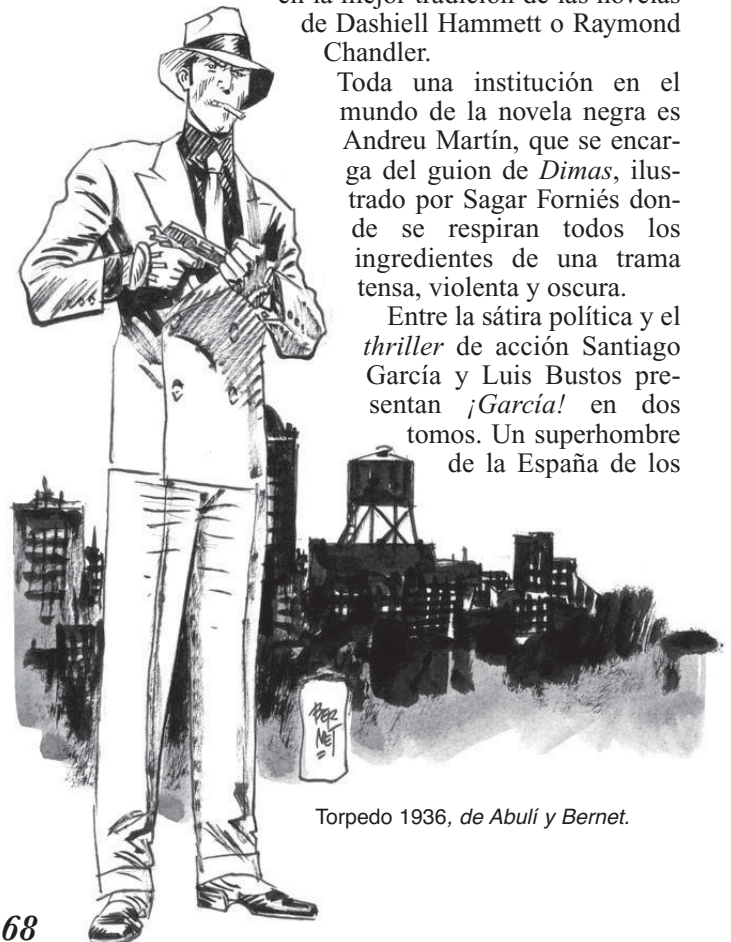 en la mejor tradición de las novelas
de Dashiell Hammett o Raymond
Chandler.
Toda una institución en el
mundo de la novela negra es
Andreu Martín, que se encar-
ga del guion de Dimas, ilus-
trado por Sagar Forniés don-
de se respiran todos los
ingredientes de una trama
tensa, violenta y oscura.
Entre la sátira política y el
thriller de acción Santiago
García y Luis Bustos pre-
sentan ¡García! en dos
tomos. Un superhombre
de la España de los
BER
NET
Torpedo 1936, de Abulí y Bernet.
68